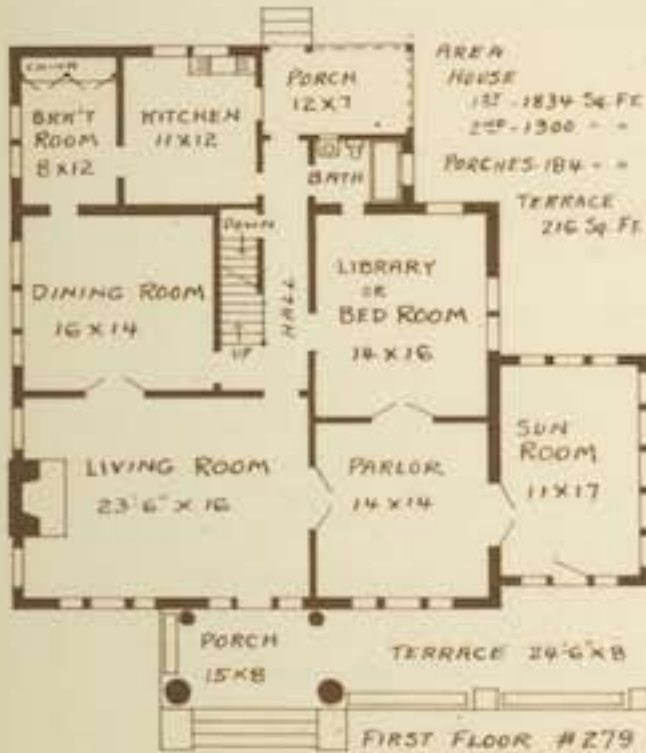 AREA
HOUSE
1ST - 1834 Sq. Ft.
2ND - 1300 " "
PORCHES - 184 " "
TERRACE
216 Sq. Ft.
CHINA
BRK'T
ROOM
8 X 12
KITCHEN
11 X 12
PORCH
12 X 7
BATH
DOWN
UP
HALL
DINING ROOM
16 X 14
LIBRARY
OR
BED ROOM
14 X 16
LIVING ROOM
23'6" X 16
PARLOR
14 X 14
SUN
ROOM
11 X 17
PORCH
15 X 8
TERRACE 24'6" X 8
FIRST FLOOR #279